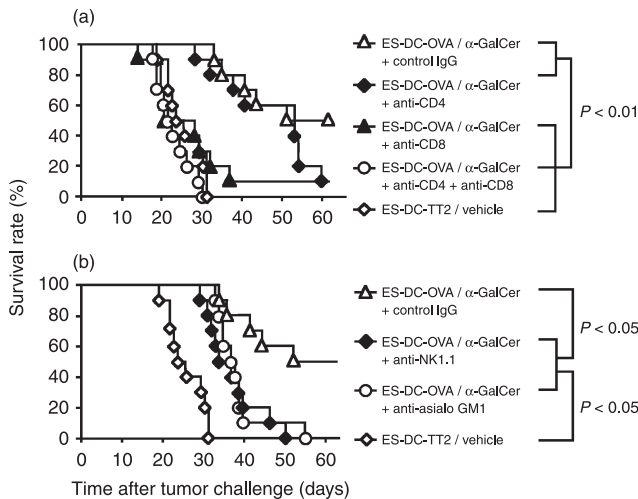 (a)
100
80
60
40
20
0
0 10 20 30 40 50 60
ES-DC-OVA / α-GalCer
+ control IgG
ES-DC-OVA / α-GalCer
+ anti-CD4
ES-DC-OVA / α-GalCer
+ anti-CD8
ES-DC-OVA / α-GalCer
+ anti-CD4 + anti-CD8
ES-DC-TT2 / vehicle
P < 0.01
Survival rate (%)
(b)
100
80
60
40
20
0
0 10 20 30 40 50 60
Time after tumor challenge (days)
ES-DC-OVA / α-GalCer
+ control IgG
ES-DC-OVA / α-GalCer
+ anti-NK1.1
ES-DC-OVA / α-GalCer
+ anti-asialo GM1
ES-DC-TT2 / vehicle
P < 0.05
P < 0.05